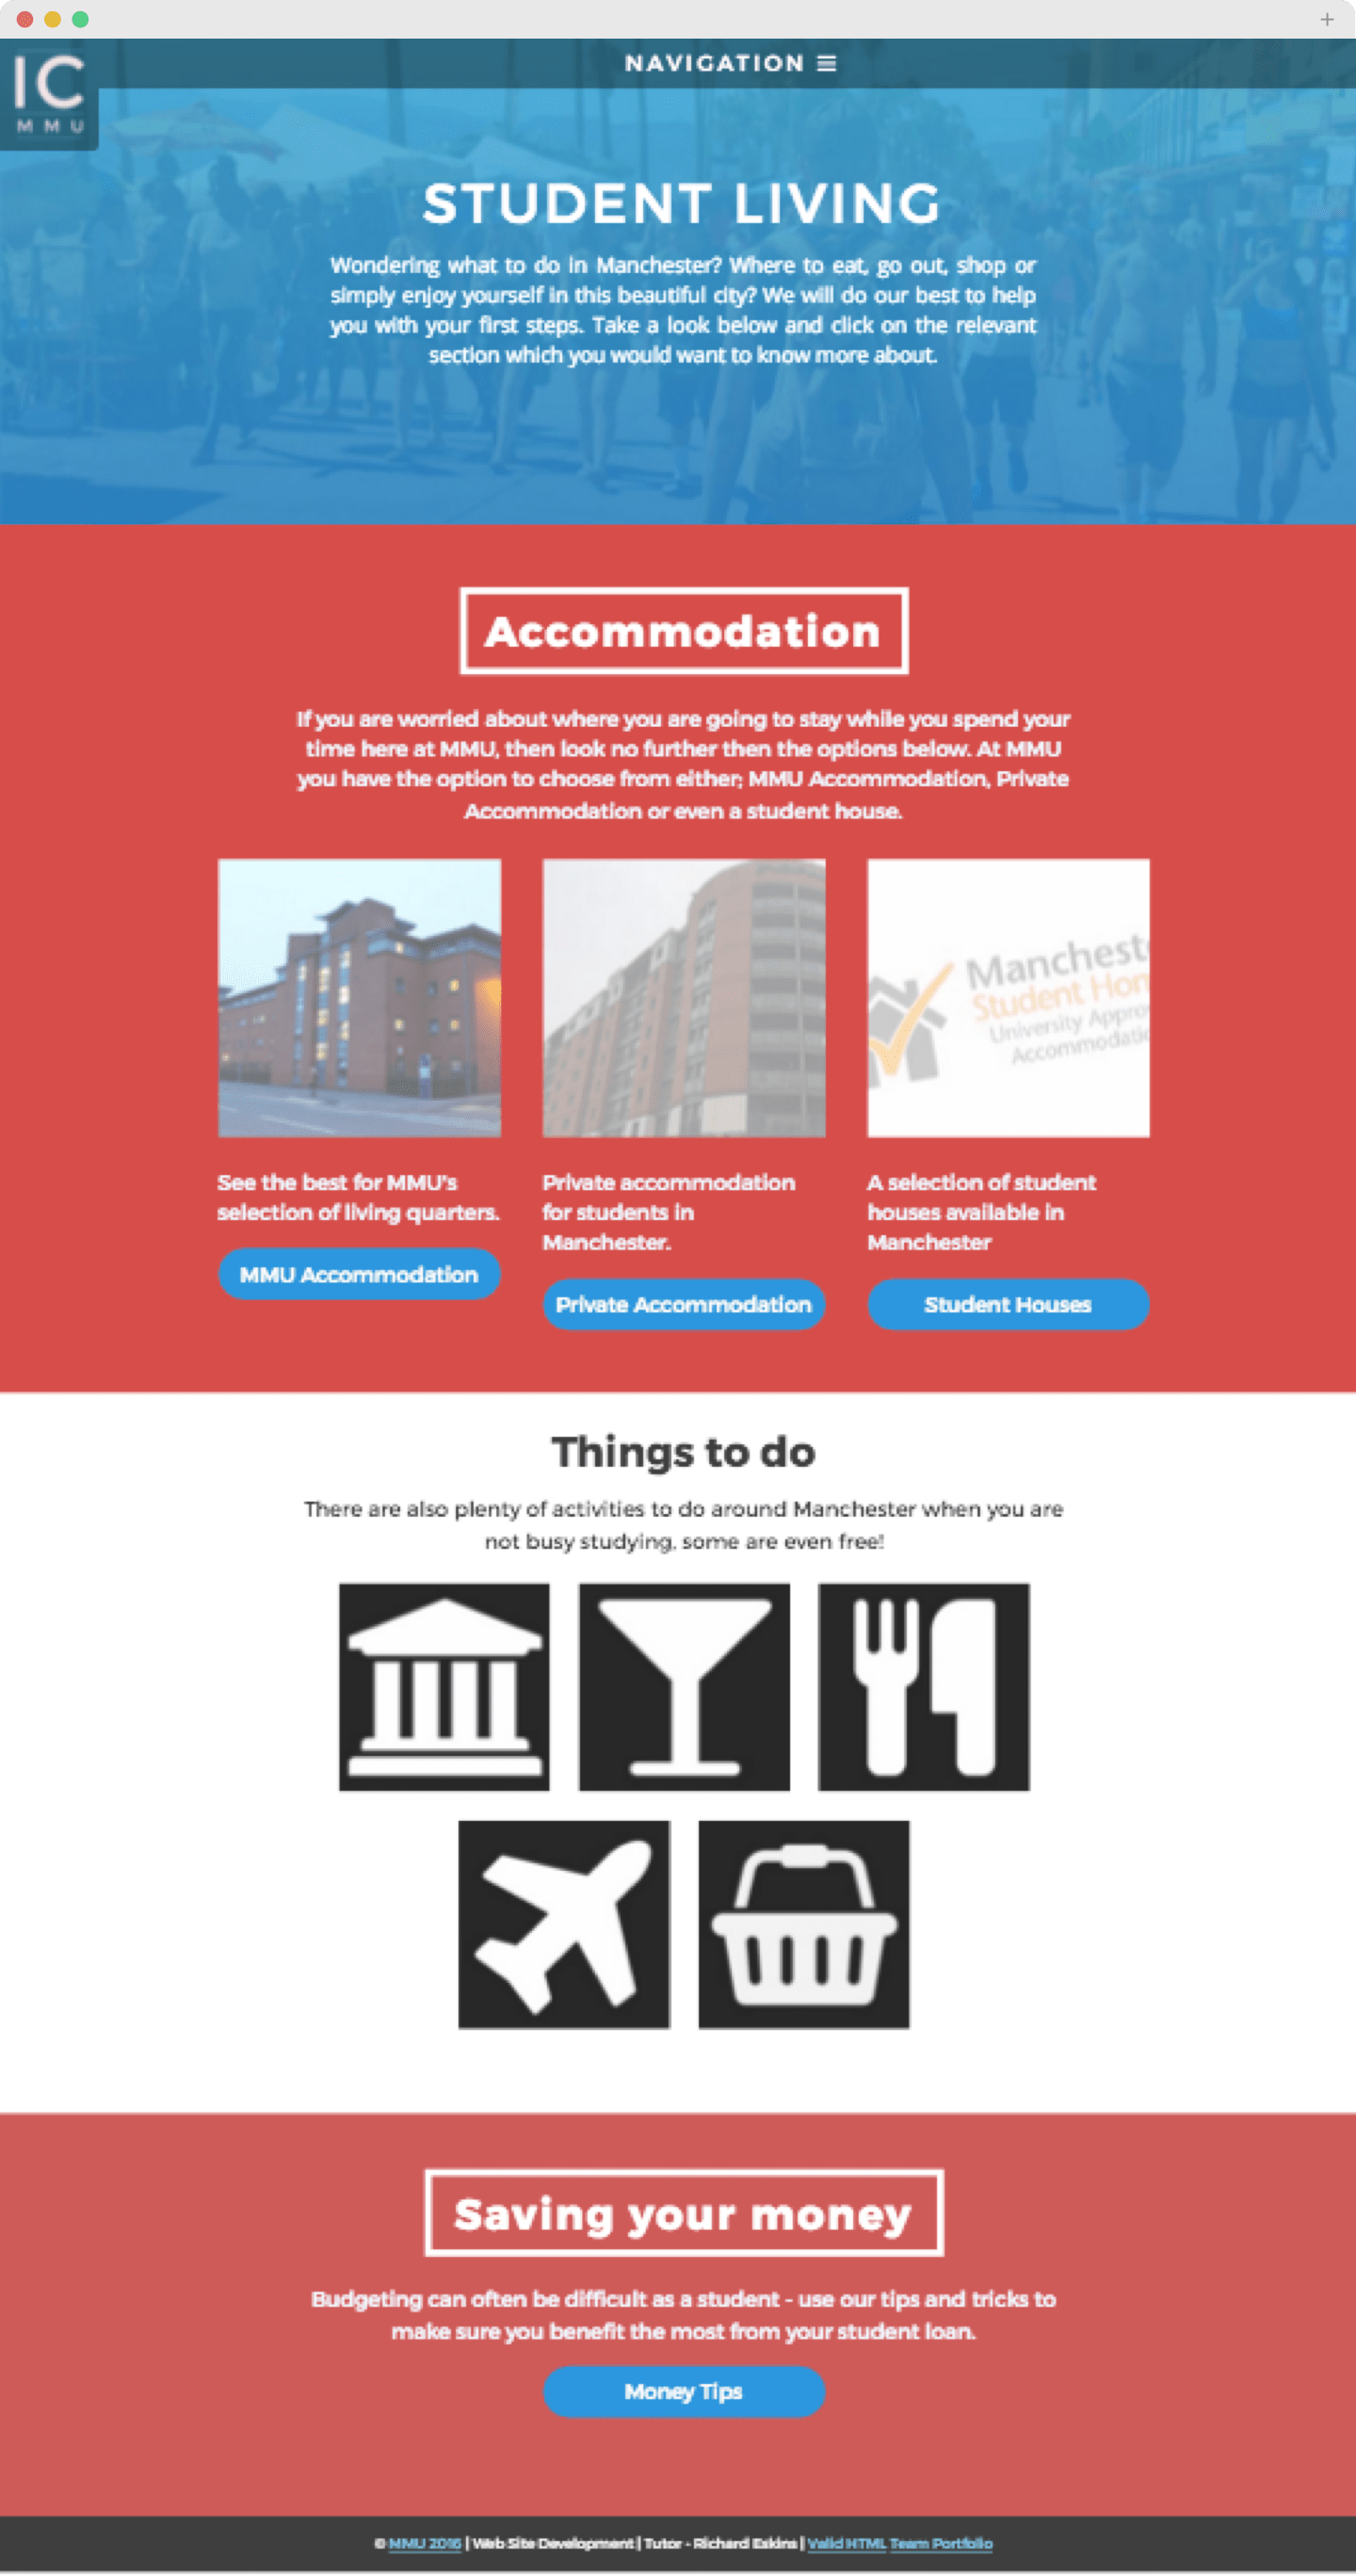 IC
MMU
NAVIGATION
STUDENT LIVING
Wondering what to do in Manchester? Where to eat, go out, shop or
simply enjoy yourself in this beautiful city? We will do our best to help
you with your first steps. Take a look below and click on the relevant
section which you would want to know more about.
Accommodation
If you are worried about where you are going to stay while you spend your
time here at MMU, then look no further then the options below. At MMU
you have the option to choose from either; MMU Accommodation, Private
Accommodation or even a student house.
Manchest
Student Hom
University Appro
Accommodatio
See the best for MMU's
selection of living quarters.
MMU Accommodation
Private accommodation
for students in
Manchester.
Private Accommodation
A selection of student
houses available in
Manchester
Student Houses
Things to do
There are also plenty of activities to do around Manchester when you are
not busy studying, some are even free!
Saving your money
Budgeting can often be difficult as a student - use our tips and tricks to
make sure you benefit the most from your student loan.
Money Tips
© MMU 2016 | Web Site Development | Tutor - Richard Eskins | Valid HTML Team Portfolio